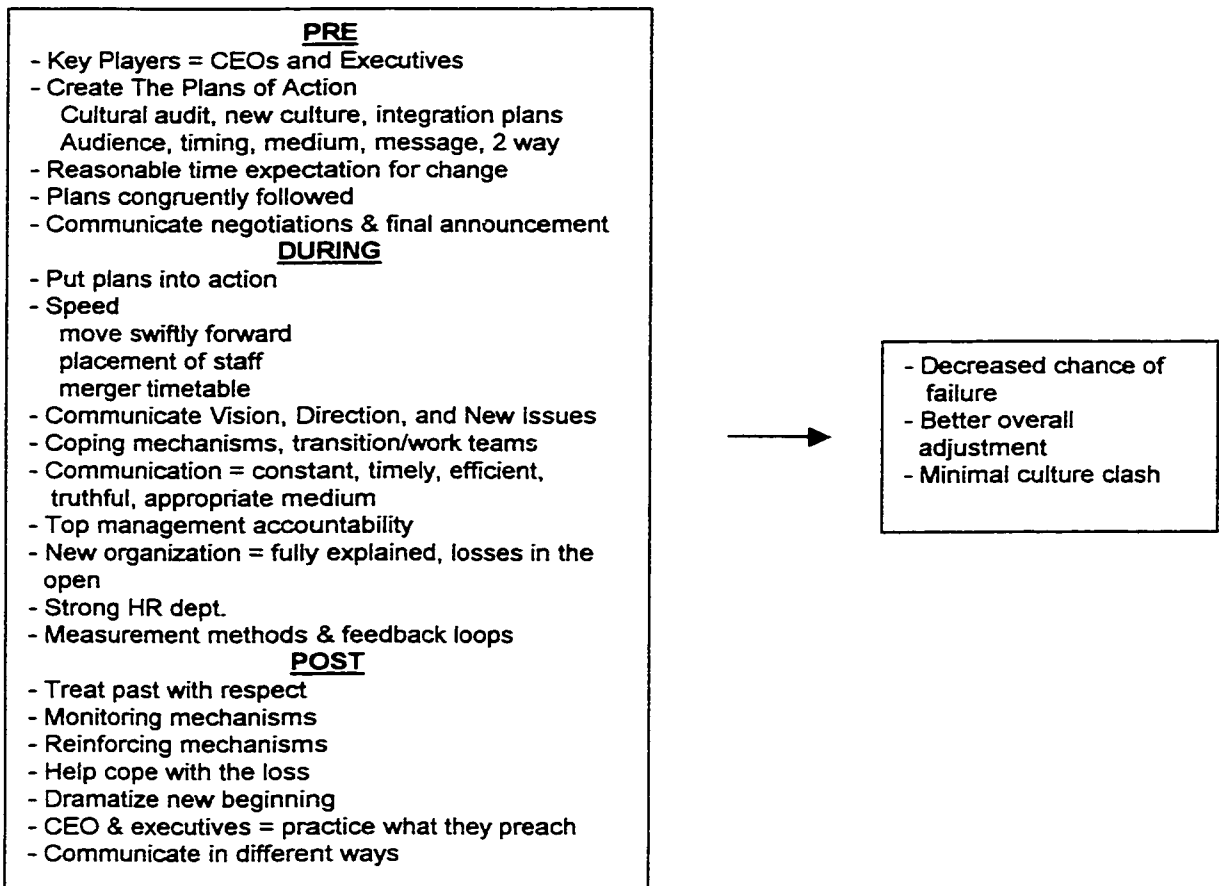 PRE
- Key Players = CEOs and Executives
- Create The Plans of Action
Cultural audit, new culture, integration plans
Audience, timing, medium, message, 2 way
- Reasonable time expectation for change
- Plans congruently followed
- Communicate negotiations & final announcement
DURING
- Put plans into action
- Speed
move swiftly forward
placement of staff
merger timetable
- Communicate Vision, Direction, and New Issues
- Coping mechanisms, transition/work teams
- Communication = constant, timely, efficient,
truthful, appropriate medium
- Top management accountability
- New organization = fully explained, losses in the
open
- Strong HR dept.
- Measurement methods & feedback loops
POST
- Treat past with respect
- Monitoring mechanisms
- Reinforcing mechanisms
- Help cope with the loss
- Dramatize new beginning
- CEO & executives = practice what they preach
- Communicate in different ways
- Decreased chance of
failure
- Better overall
adjustment
- Minimal culture clash